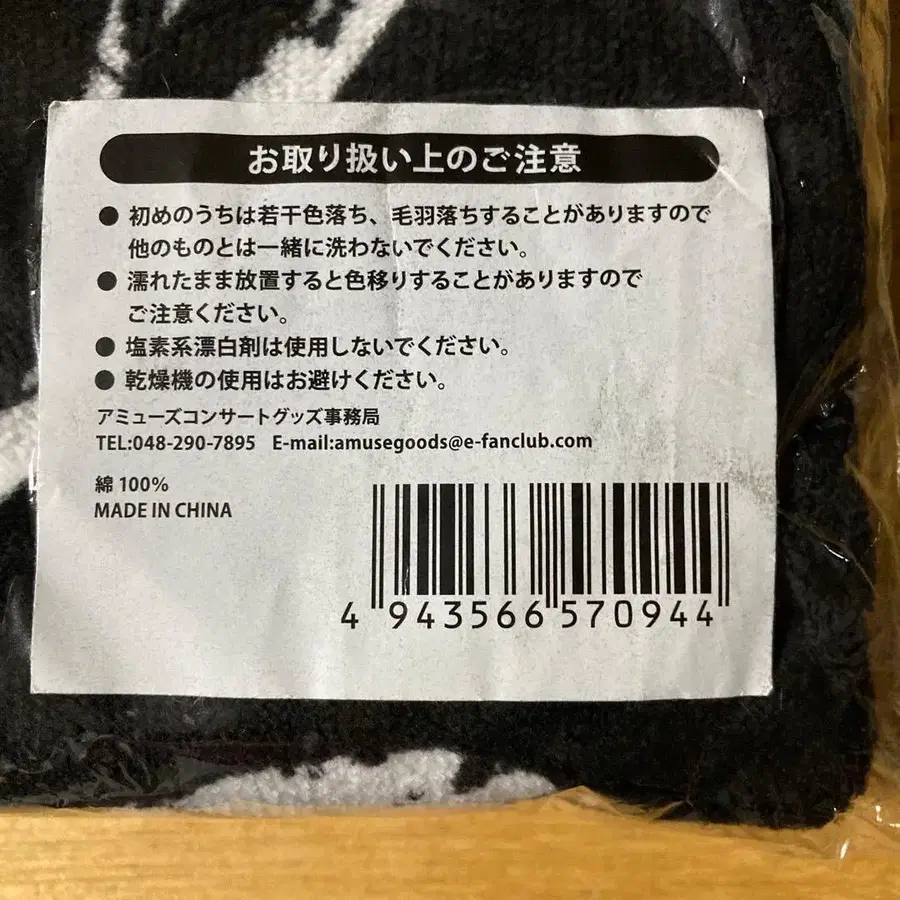 お取り扱い上のご注意
● 初めのうちは若干色落ち、毛羽落ちすることがありますので
他のものとは一緒に洗わないでください。
● 濡れたまま放置すると色移りすることがありますので
ご注意ください。
● 塩素系漂白剤は使用しないでください。
● 乾燥機の使用はお避けください。
アミューズコンサートグッズ事務局
TEL:048-290-7895 E-mail:amusegoods@e-fanclub.com
綿 100%
MADE IN CHINA
4 943566 570944